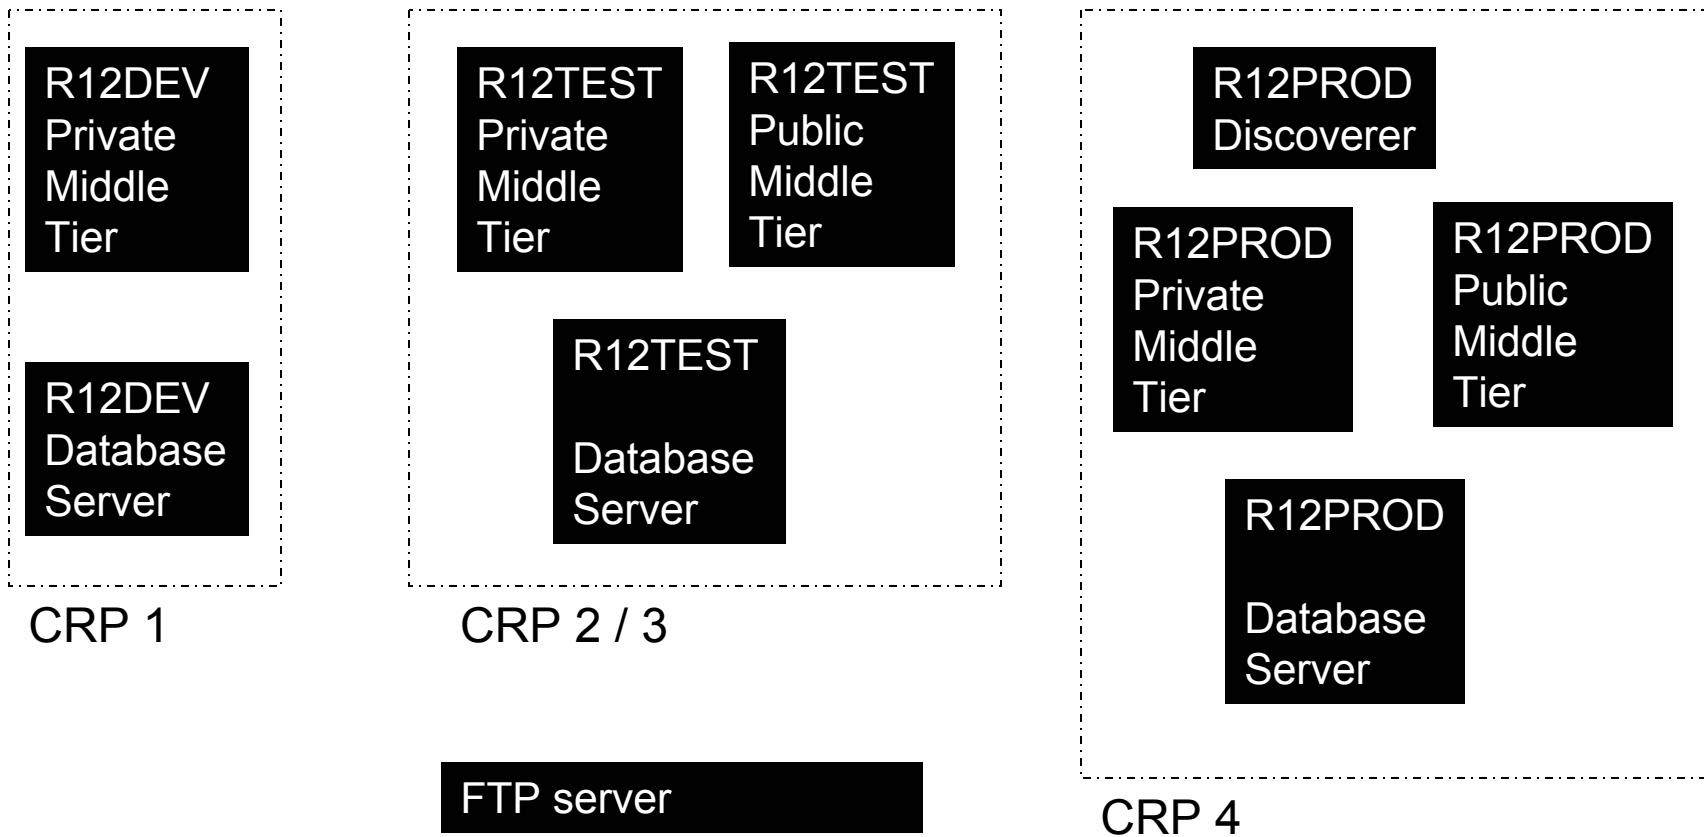 R12DEV
Private
Middle
Tier
R12DEV
Database
Server
CRP 1
R12TEST
Private
Middle
Tier
R12TEST
Public
Middle
Tier
R12TEST
Database
Server
CRP 2 / 3
FTP server
R12PROD
Discoverer
R12PROD
Private
Middle
Tier
R12PROD
Public
Middle
Tier
R12PROD
Database
Server
CRP 4